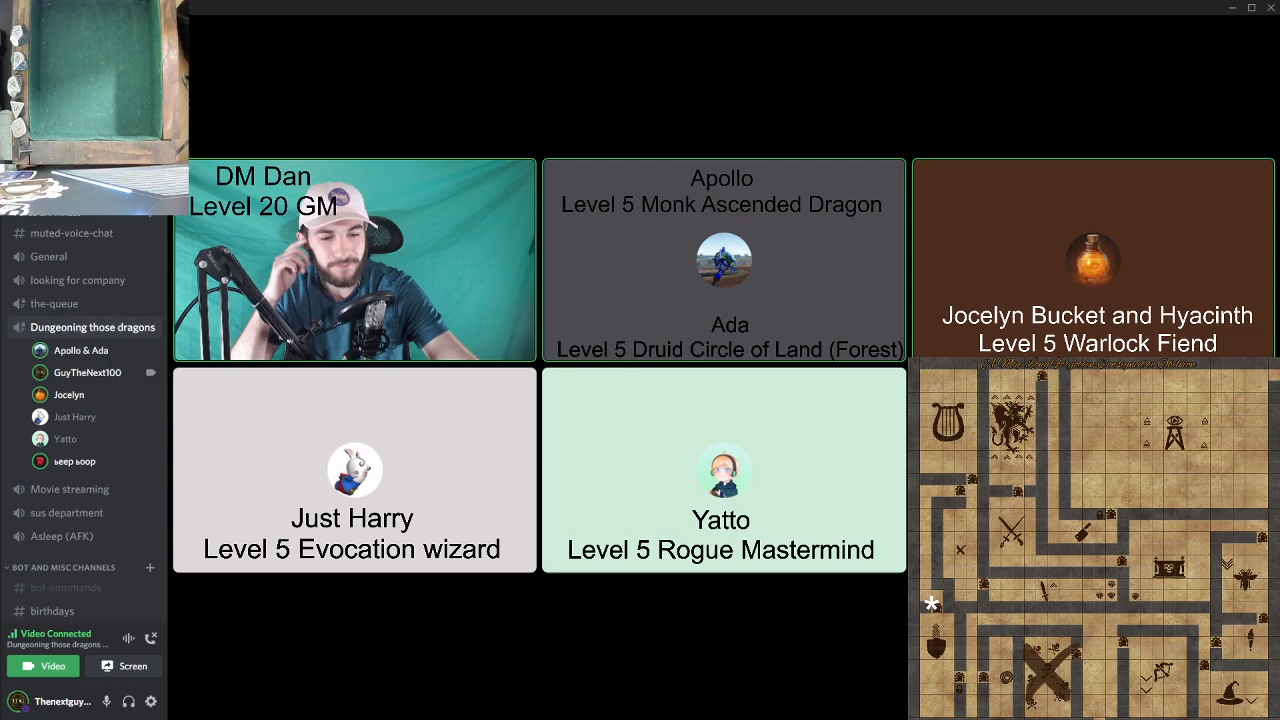 muted-voice-chat
General
looking for company
the-queue
Dungeoning those dragons
Apollo & Ada
GuyTheNext100
Jocelyn
Just Harry
Yatto
ьeep ьoop
Movie streaming
sus department
Asleep (AFK)
BOT AND MISC CHANNELS
bot-commands
birthdays
Video Connected
Dungeoning those dragons ...
Video
Screen
Thenextguy...
DM Dan
Level 20 GM
Apollo
Level 5 Monk Ascended Dragon
Ada
Level 5 Druid Circle of Land (Forest)
Jocelyn Bucket and Hyacinth
Level 5 Warlock Fiend
Just Harry
Level 5 Evocation wizard
Yatto
Level 5 Rogue Mastermind